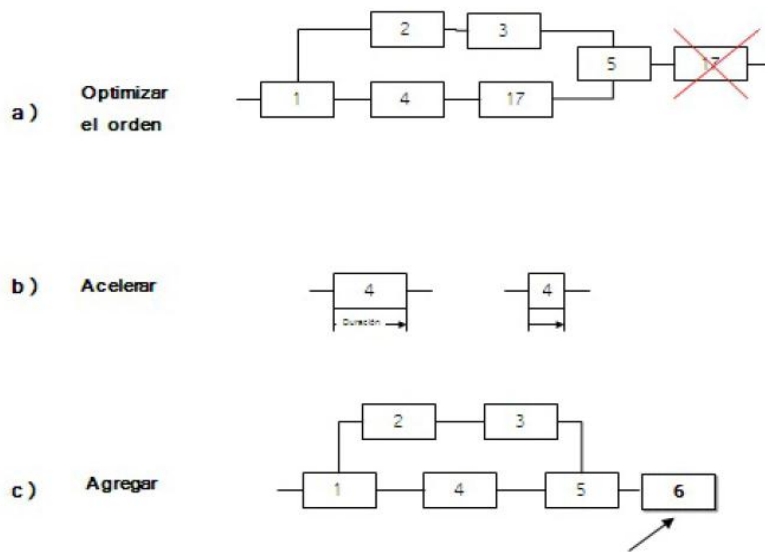 2 3
5 17
a) Optimizar
el orden
1 4 17
b) Acelerar
4 4
Duración
2 3
c) Agregar
1 4 5 6